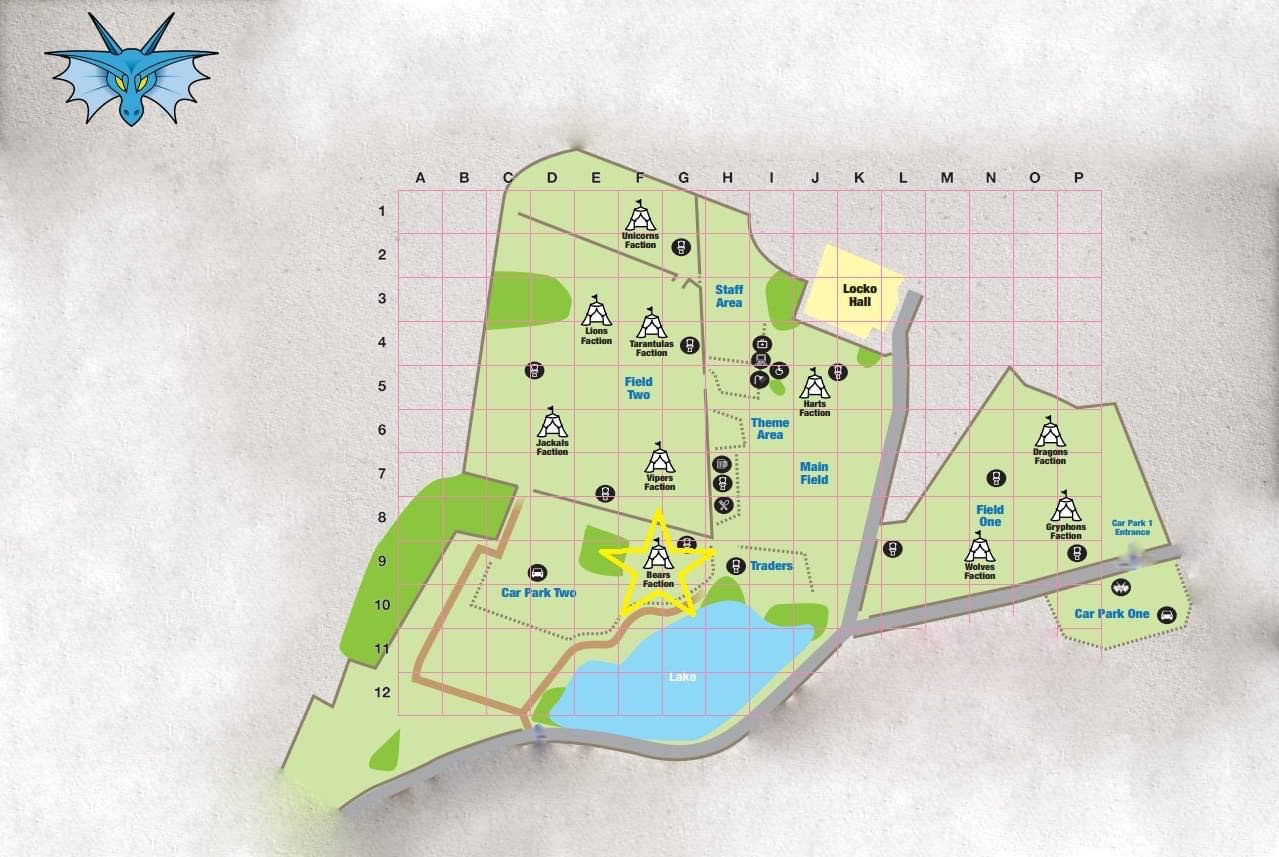 A B C D E F G H I J K L M N O P
1
2
3
4
5
6
7
8
9
10
11
12
Unicorns
Faction
Staff
Area
Locko
Hall
Lions
Faction
Tarantulas
Faction
Field
Two
Harts
Faction
Jackals
Faction
Theme
Area
Dragons
Faction
Vipers
Faction
Main
Field
Field
One
Gryphons
Faction
Car Park 1
Entrance
Bears
Faction
Traders
Wolves
Faction
Car Park Two
Car Park One
Lake